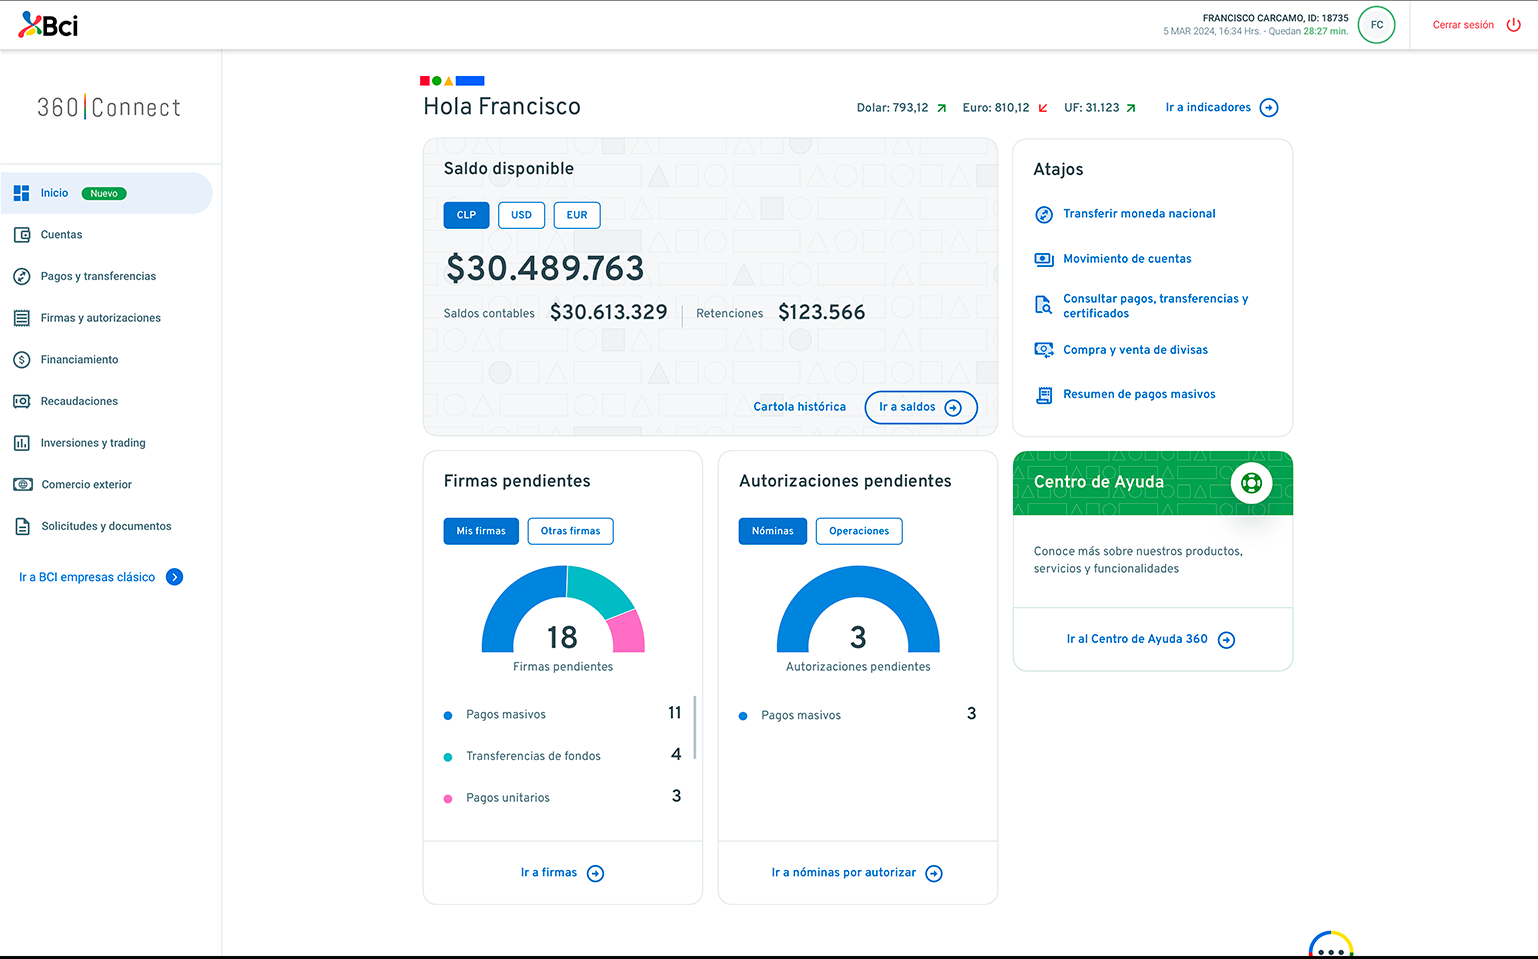 Bci
FRANCISCO CARCAMO, ID: 18735
5 MAR 2024, 16:34 Hrs. - Quedan 28:27 min.
FC
Cerrar sesión
360|Connect
Inicio
Nuevo
Cuentas
Pagos y transferencias
Firmas y autorizaciones
Financiamiento
Recaudaciones
Inversiones y trading
Comercio exterior
Solicitudes y documentos
Ir a BCI empresas clásico
Hola Francisco
Dolar: 793,12
Euro: 810,12
UF: 31.123
Ir a indicadores
Saldo disponible
CLP
USD
EUR
$30.489.763
Saldos contables $30.613.329
Retenciones $123.566
Cartola histórica
Ir a saldos
Atajos
Transferir moneda nacional
Movimiento de cuentas
Consultar pagos, transferencias y
certificados
Compra y venta de divisas
Resumen de pagos masivos
Firmas pendientes
Mis firmas
Otras firmas
18
Firmas pendientes
Pagos masivos 11
Transferencias de fondos 4
Pagos unitarios 3
Ir a firmas
Autorizaciones pendientes
Nóminas
Operaciones
3
Autorizaciones pendientes
Pagos masivos 3
Ir a nóminas por autorizar
Centro de Ayuda
Conoce más sobre nuestros productos,
servicios y funcionalidades
Ir al Centro de Ayuda 360